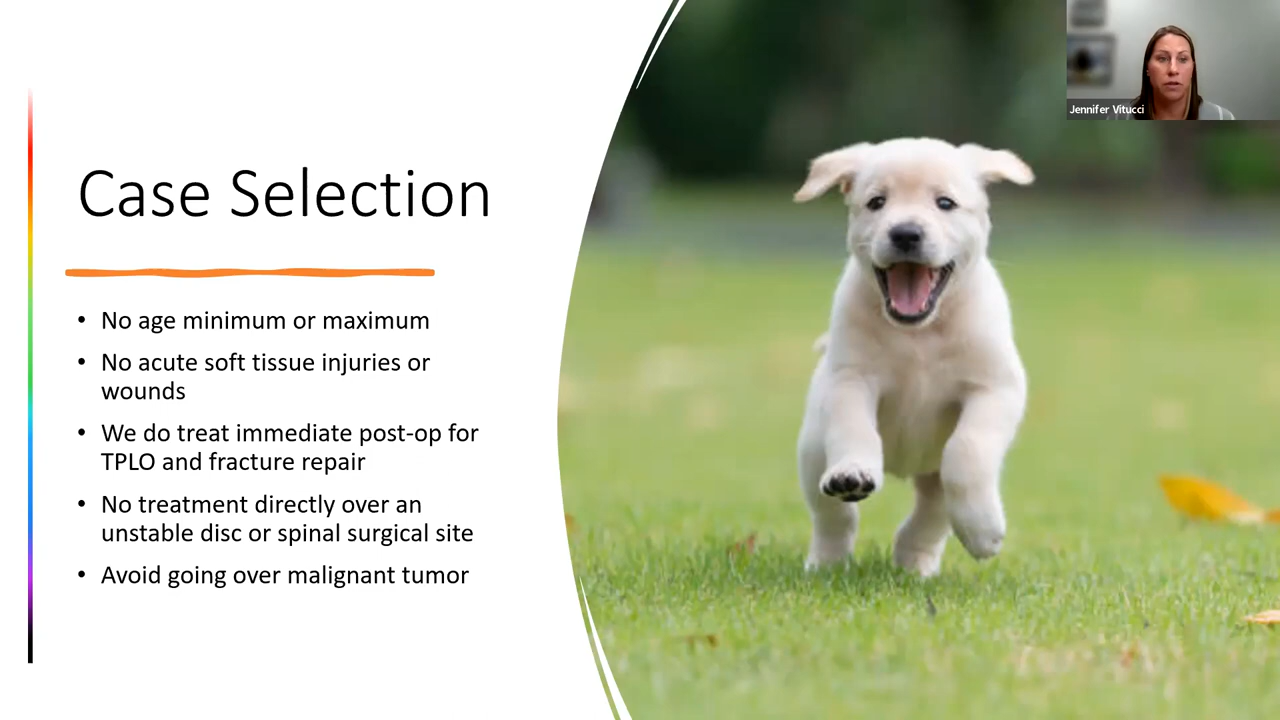 Jennifer Vitucci
Case Selection
• No age minimum or maximum
• No acute soft tissue injuries or
wounds
• We do treat immediate post-op for
TPLO and fracture repair
• No treatment directly over an
unstable disc or spinal surgical site
• Avoid going over malignant tumor